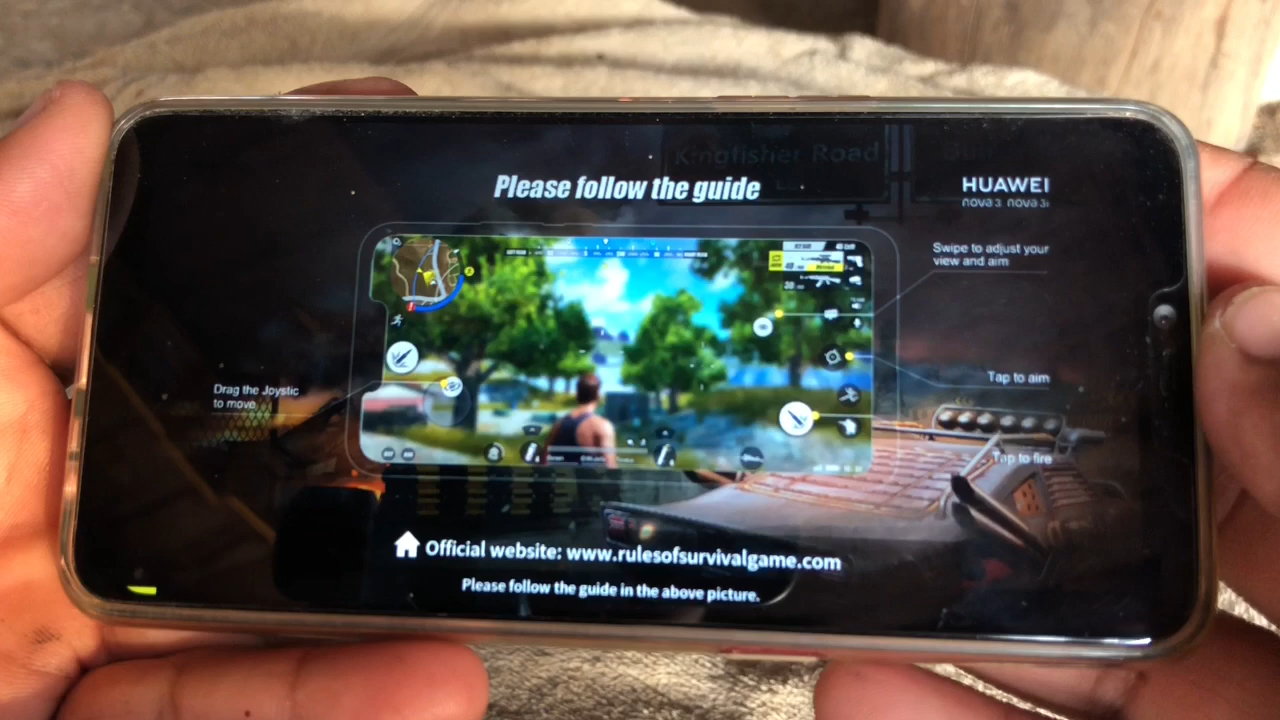 Kingfisher Road
Please follow the guide
HUAWEI
nova 3 nova 3i
Swipe to adjust your
view and aim
Drag the Joystic
to move
Tap to aim
Tap to fire
Official website: www.rulesofsurvivalgame.com
Please follow the guide in the above picture.